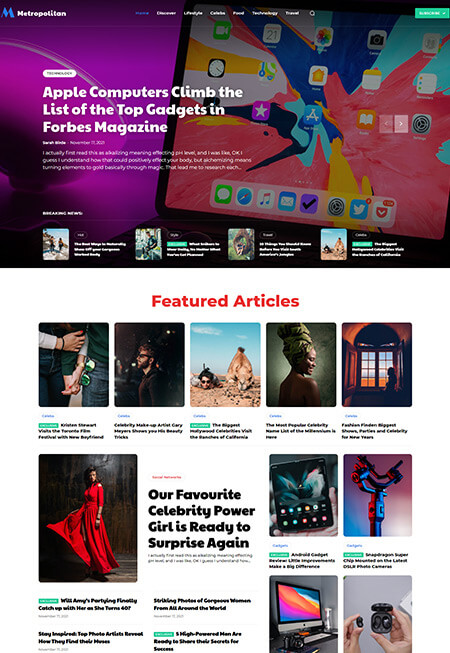 Metropolitan
Home Discover Lifestyle Celebs Food Technology Travel
SUBSCRIBE
TECHNOLOGY
Apple Computers Climb the
List of the Top Gadgets in
Forbes Magazine
Sarah Birde - November 17, 2021
I actually first read this as alkalizing meaning effecting pH level, and I was like, OK I
guess I understand how that could positively effect your body, but alchemizing means
turning elements to gold basically through magic. That lead me to research each...
BREAKING NEWS:
Hot
The Best Ways to Naturally
Show Off your Gorgeous
Worked Body
Style
EXCLUSIVE What Sellers to
Wear Daily, No Matter What
You've Got Planned
Travel
10 Things You Should Know
Before You Visit South
America's Jungles
Celebs
EXCLUSIVE The Biggest
Hollywood Celebrities Visit
the Ranches of California
Featured Articles
Celebs
EXCLUSIVE Kristen Stewart
Visits the Toronto Film
Festival with New Boyfriend
Celebs
Celebrity Make-up Artist Gary
Meyers Shows you His Beauty
Tricks
Celebs
EXCLUSIVE The Biggest
Hollywood Celebrities Visit
the Ranches of California
Celebs
The Most Popular Celebrity
Name List of the Millennium is
Here
Celebs
Fashion Finder: Biggest
Shows, Parties and Celebrity
for New Years
Social Networks
Our Favourite
Celebrity Power
Girl is Ready to
Surprise Again
I actually first read this as alkalizing meaning effecting
pH level, and I was like, OK I guess I understand how...
Gadgets
EXCLUSIVE Android Gadget
Review: Little Improvements
Make a Big Difference
Gadgets
EXCLUSIVE Snapdragon Super
Chip Mounted on the Latest
DSLR Photo Cameras
EXCLUSIVE Will Amy's Partying Finally
Catch up with Her as She Turns 40?
November 17, 2021
Striking Photos of Gorgeous Women
From All Around the World
November 17, 2021
Stay Inspired: Top Photo Artists Reveal
How They Find their Muses
November 17, 2021
EXCLUSIVE 5 High-Powered Man Are
Ready to Share their Secrets for
Success
November 17, 2021